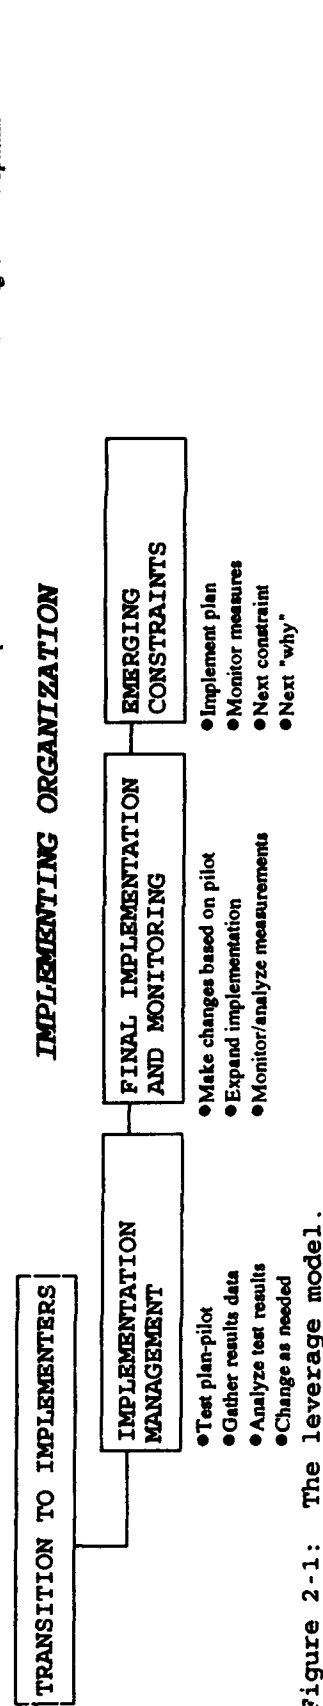 IMPLEMENTING ORGANIZATION
TRANSITION TO IMPLEMENTERS
IMPLEMENTATION
MANAGEMENT
●Test plan-pilot
●Gather results data
●Analyze test results
●Change as needed
FINAL IMPLEMENTATION
AND MONITORING
●Make changes based on pilot
●Expand implementation
●Monitor/analyze measurements
EMERGING
CONSTRAINTS
●Implement plan
●Monitor measures
●Next constraint
●Next "why"
Figure 2-1: The leverage model.